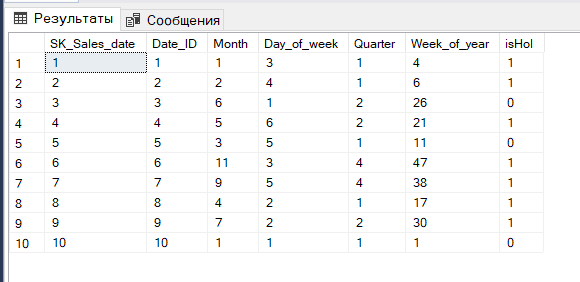 Результаты Сообщения
SK_Sales_date Date_ID Month Day_of_week Quarter Week_of_year isHol
1 1 1 1 3 1 4 1
2 2 2 2 4 1 6 1
3 3 3 6 1 2 26 0
4 4 4 5 6 2 21 1
5 5 5 3 5 1 11 0
6 6 6 11 3 4 47 1
7 7 7 9 5 4 38 1
8 8 8 4 2 1 17 1
9 9 9 7 2 2 30 1
10 10 10 1 1 1 1 0